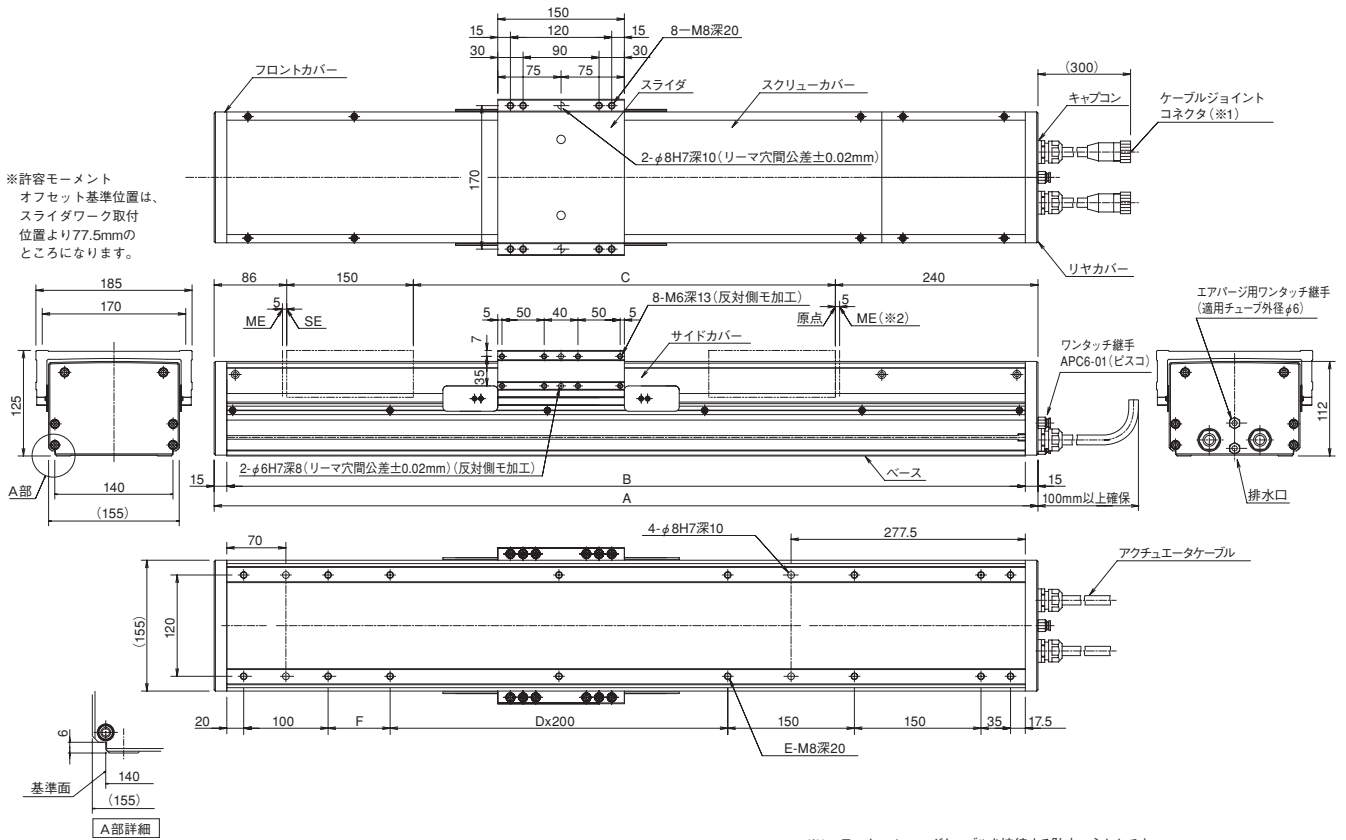 150
15
120
15
8-M8深20
30
90
30
75
75
フロントカバー
スライダ
スクリューカバー
(300)
キャプコン
ケーブルジョイント
コネクタ(※1)
2-φ8H7深10(リーマ穴間公差±0.02mm)
170
※許容モーメント
オフセット基準位置は、
スライダワーク取付
位置より77.5mmの
ところになります。
リヤカバー
185
170
86
150
C
240
エアパージ用ワンタッチ継手
(適用チューブ外径φ6)
5
ME
SE
5
50
40
50
5
8-M6深13(反対側モ加工)
原点
5
ME(※2)
7
35
サイドカバー
ワンタッチ継手
APC6-01(ピスコ)
125
112
A部
140
(155)
2-φ6H7深8(リーマ穴間公差±0.02mm)(反対側モ加工)
ベース
15
B
15
A
100mm以上確保
排水口
70
4-φ8H7深10
277.5
アクチュエータケーブル
(155)
120
20
100
F
Dx200
150
150
35
17.5
E-M8深20
6
基準面
140
(155)
A部詳細